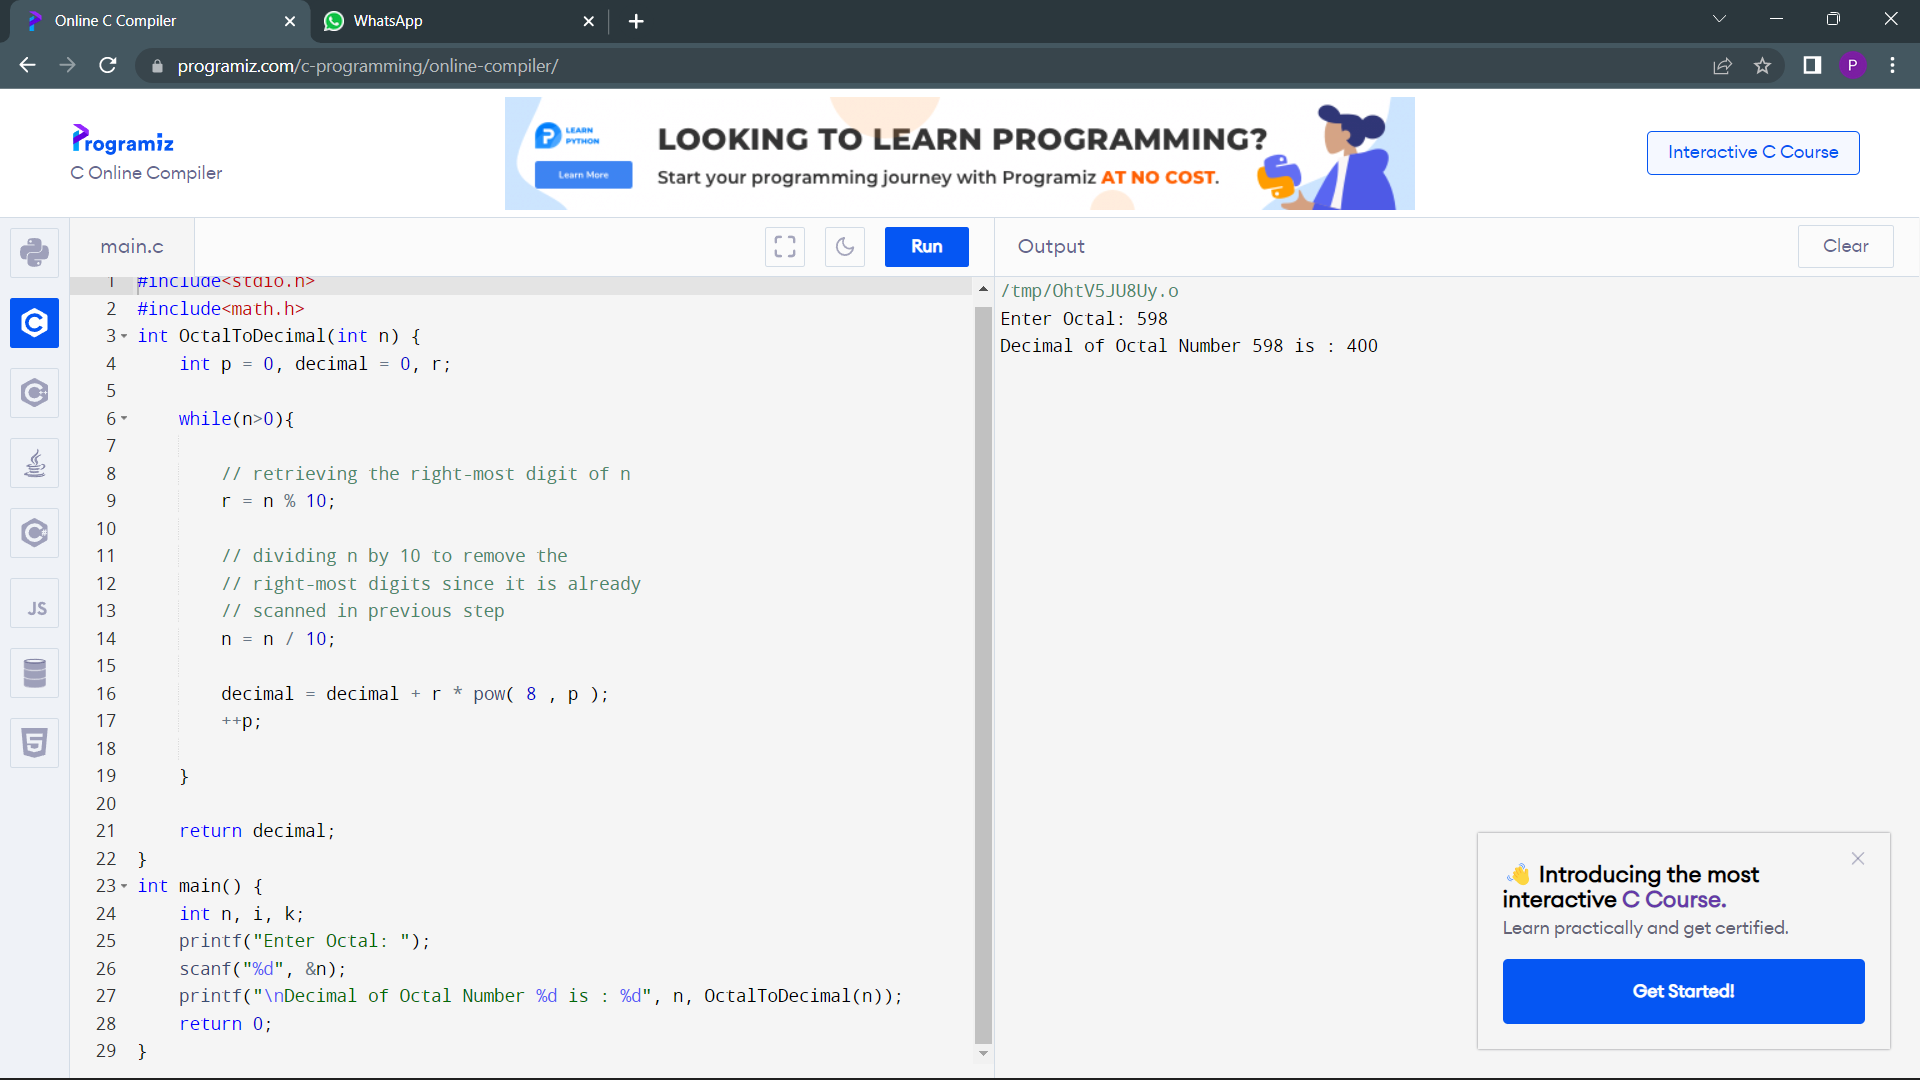 Online C Compiler
WhatsApp
programiz.com/c-programming/online-compiler/
P
Programiz
C Online Compiler
LEARN
PYTHON
Learn More
LOOKING TO LEARN PROGRAMMING?
Start your programming journey with Programiz AT NO COST.
Interactive C Course
main.c
Run
Output
Clear
1 #include<stdio.h>
2 #include<math.h>
3 int OctalToDecimal(int n) {
4 int p = 0, decimal = 0, r;
5
6 while(n>0){
7
8 // retrieving the right-most digit of n
9 r = n % 10;
10
11 // dividing n by 10 to remove the
12 // right-most digits since it is already
13 // scanned in previous step
14 n = n / 10;
15
16 decimal = decimal + r * pow( 8 , p );
17 ++p;
18
19 }
20
21 return decimal;
22 }
23 int main() {
24 int n, i, k;
25 printf("Enter Octal: ");
26 scanf("%d", &n);
27 printf("\nDecimal of Octal Number %d is : %d", n, OctalToDecimal(n));
28 return 0;
29 }
/tmp/OhtV5JU8Uy.o
Enter Octal: 598
Decimal of Octal Number 598 is : 400
JS
👋 Introducing the most
interactive C Course.
Learn practically and get certified.
Get Started!